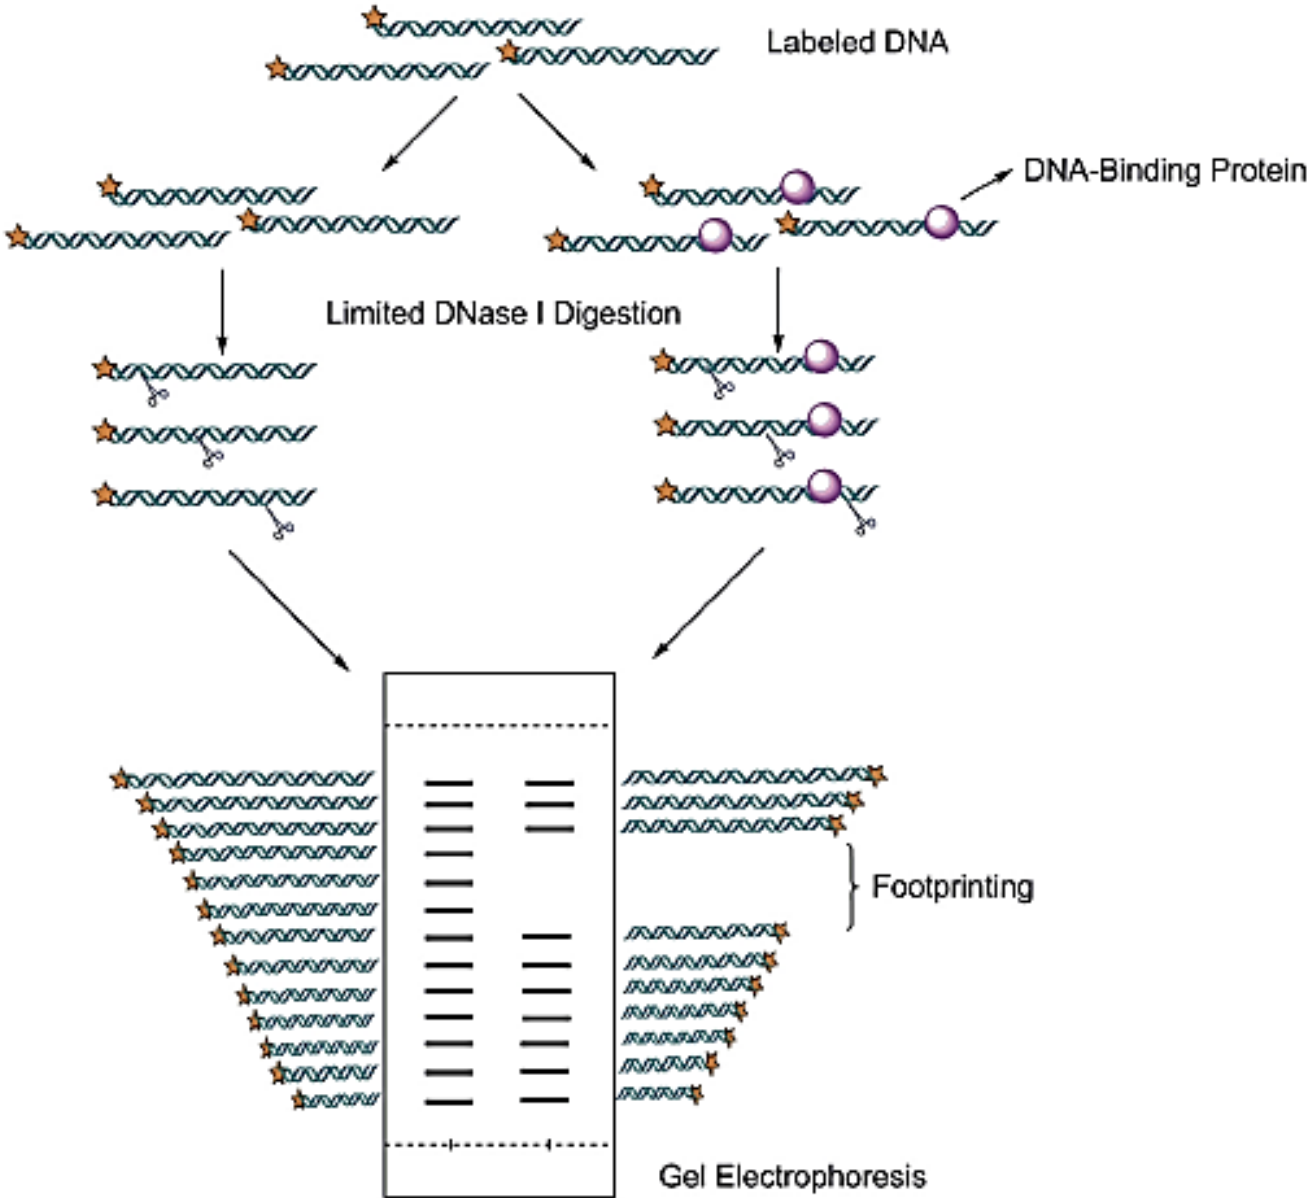 Labeled DNA
DNA-Binding Protein
Limited DNase I Digestion
Footprinting
Gel Electrophoresis